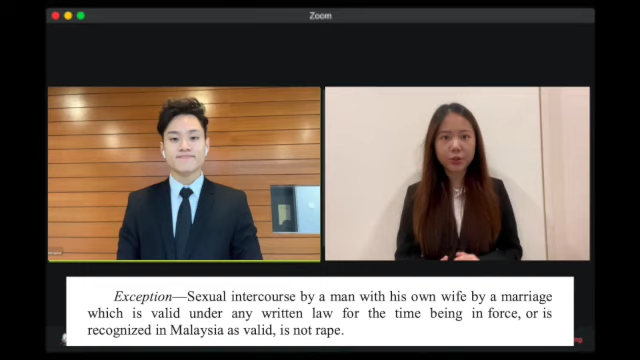 Zoom
Exception—Sexual intercourse by a man with his own wife by a marriage
which is valid under any written law for the time being in force, or is
recognized in Malaysia as valid, is not rape.